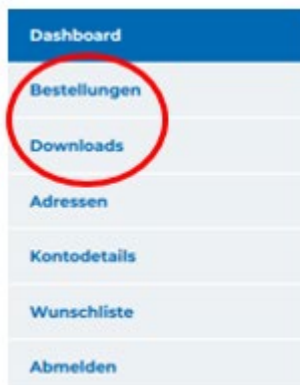 Dashboard
Bestellungen
Downloads
Adressen
Kontodetails
Wunschliste
Abmelden